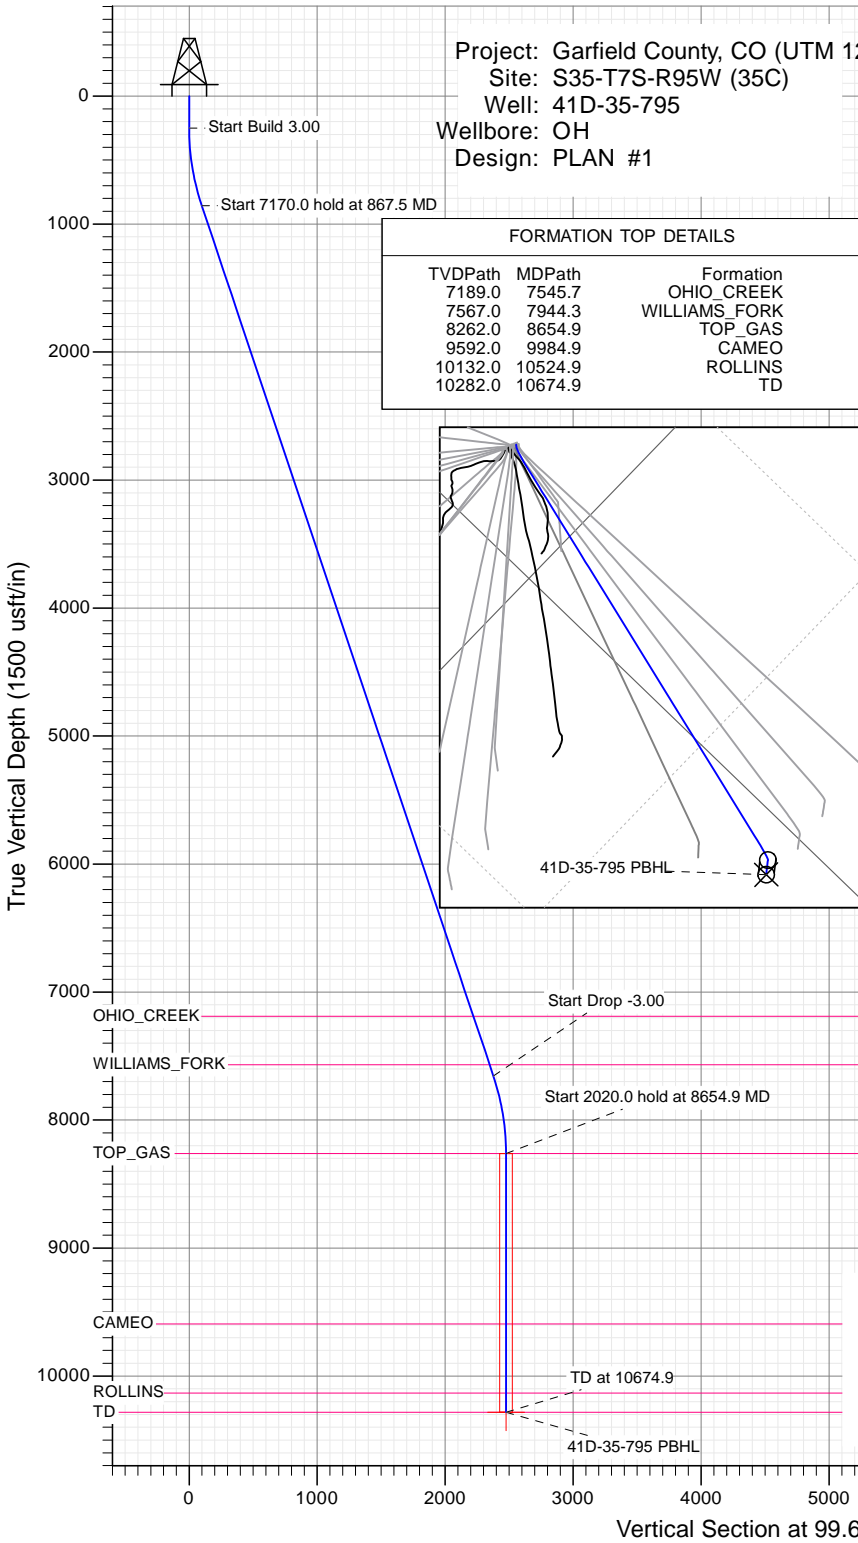 Project: Garfield County, CO (UTM 12
Site: S35-T7S-R95W (35C)
Well: 41D-35-795
Wellbore: OH
Design: PLAN #1
0
Start Build 3.00
Start 7170.0 hold at 867.5 MD
1000
FORMATION TOP DETAILS
TVDPath MDPath Formation
7189.0 7545.7 OHIO_CREEK
7567.0 7944.3 WILLIAMS_FORK
8262.0 8654.9 TOP_GAS
9592.0 9984.9 CAMEO
10132.0 10524.9 ROLLINS
10282.0 10674.9 TD
2000
3000
4000
5000
6000
True Vertical Depth (1500 usft/in)
41D-35-795 PBHL
7000
Start Drop -3.00
OHIO_CREEK
WILLIAMS_FORK
Start 2020.0 hold at 8654.9 MD
8000
TOP_GAS
9000
CAMEO
10000
TD at 10674.9
ROLLINS
TD
41D-35-795 PBHL
0 1000 2000 3000 4000 5000
Vertical Section at 99.6